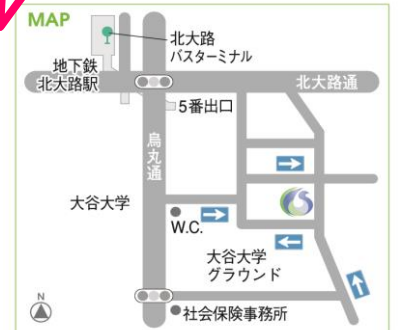 MAP
北大路
バスターミナル
地下鉄
北大路駅
北大路通
5番出口
烏丸通
大谷大学
W.C.
大谷大学
グラウンド
N
社会保険事務所